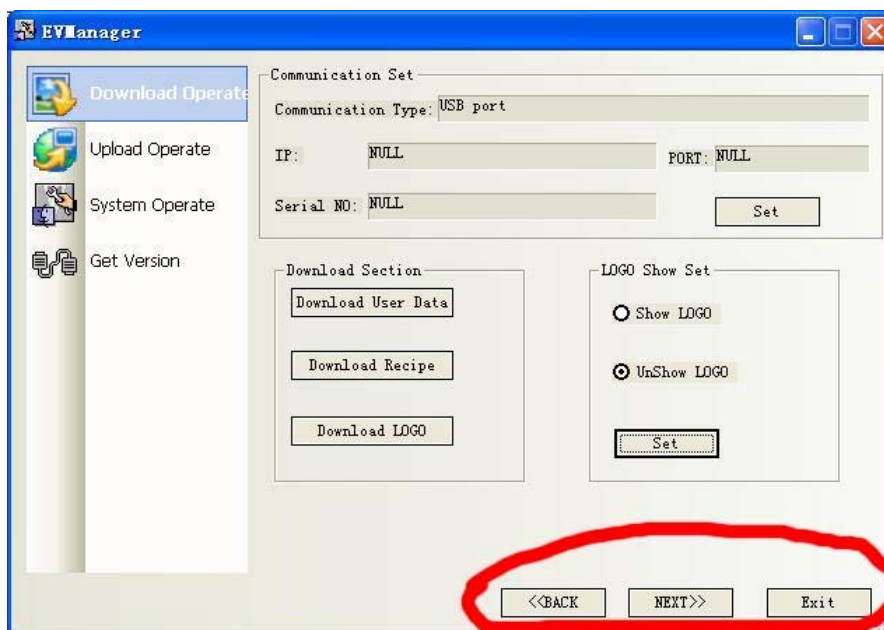 EVManager
Download Operate
Upload Operate
System Operate
Get Version
Communication Set
Communication Type: USB port
IP: NULL PORT: NULL
Serial NO: NULL Set
Download Section
Download User Data
Download Recipe
Download LOGO
LOGO Show Set
Show LOGO
UnShow LOGO
Set
<<BACK NEXT>> Exit